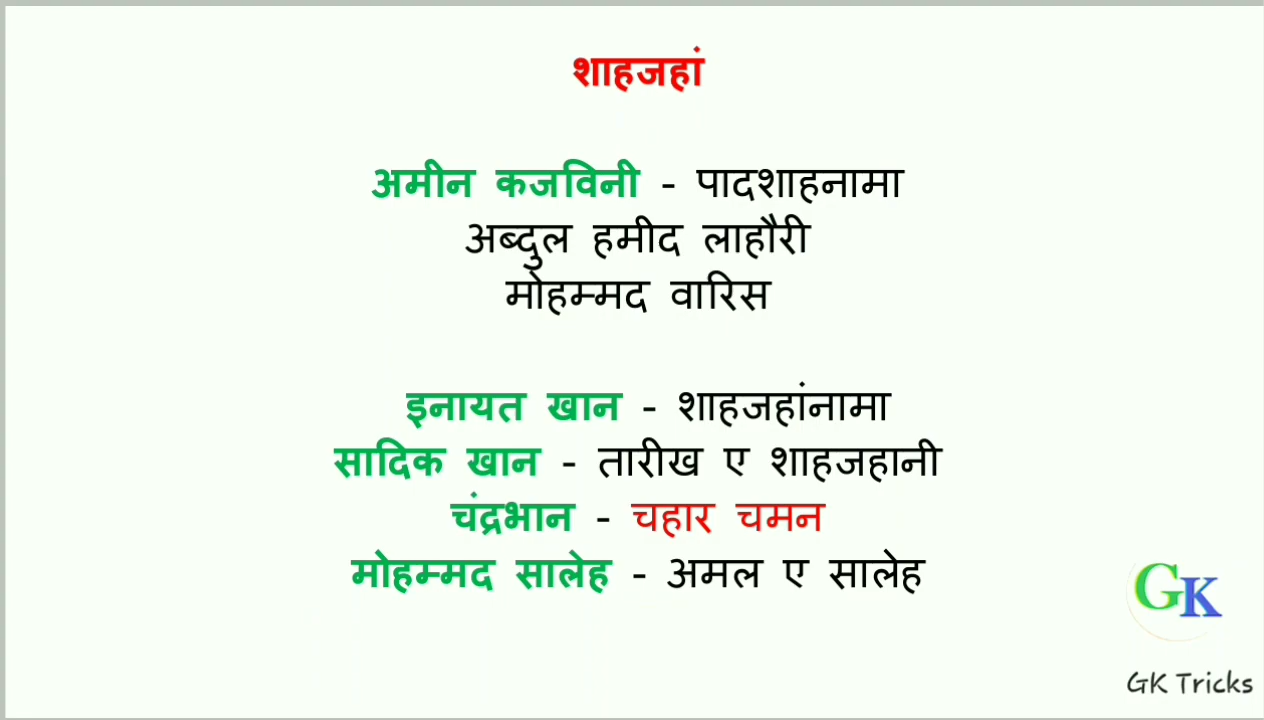 शाहजहां
अमीन कजविनी - पादशाहनामा
अब्दुल हमीद लाहौरी
मोहम्मद वारिस
इनायत खान - शाहजहांनामा
सादिक खान - तारीख ए शाहजहानी
चंद्रभान - चहार चमन
मोहम्मद सालेह - अमल ए सालेह
GK
GK Tricks